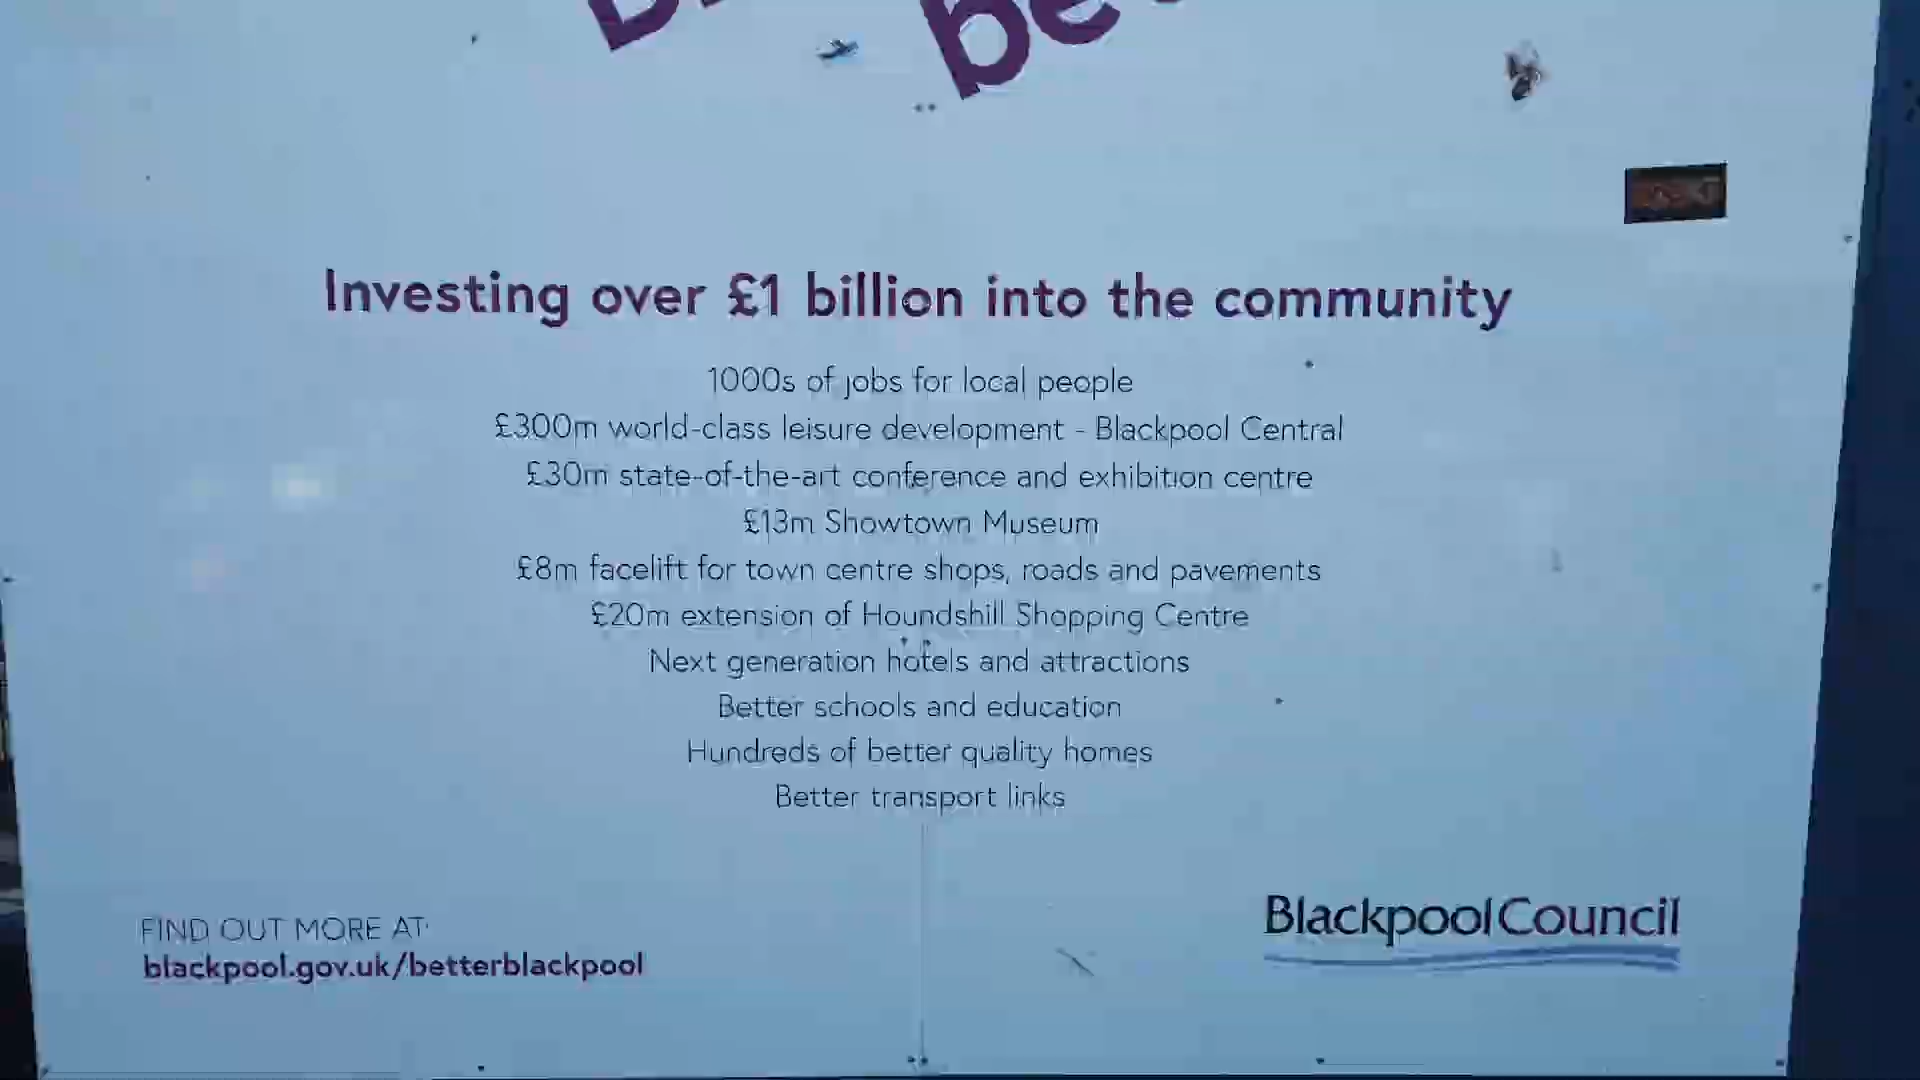 be
Investing over £1 billion into the community
1000s of jobs for local people
£300m world-class leisure development - Blackpool Central
£30m state-of-the-art conference and exhibition centre
£13m Showtown Museum
£8m facelift for town centre shops, roads and pavements
£20m extension of Houndshill Shopping Centre
Next generation hotels and attractions
Better schools and education
Hundreds of better quality homes
Better transport links
FIND OUT MORE AT:
blackpool.gov.uk/betterblackpool
BlackpoolCouncil